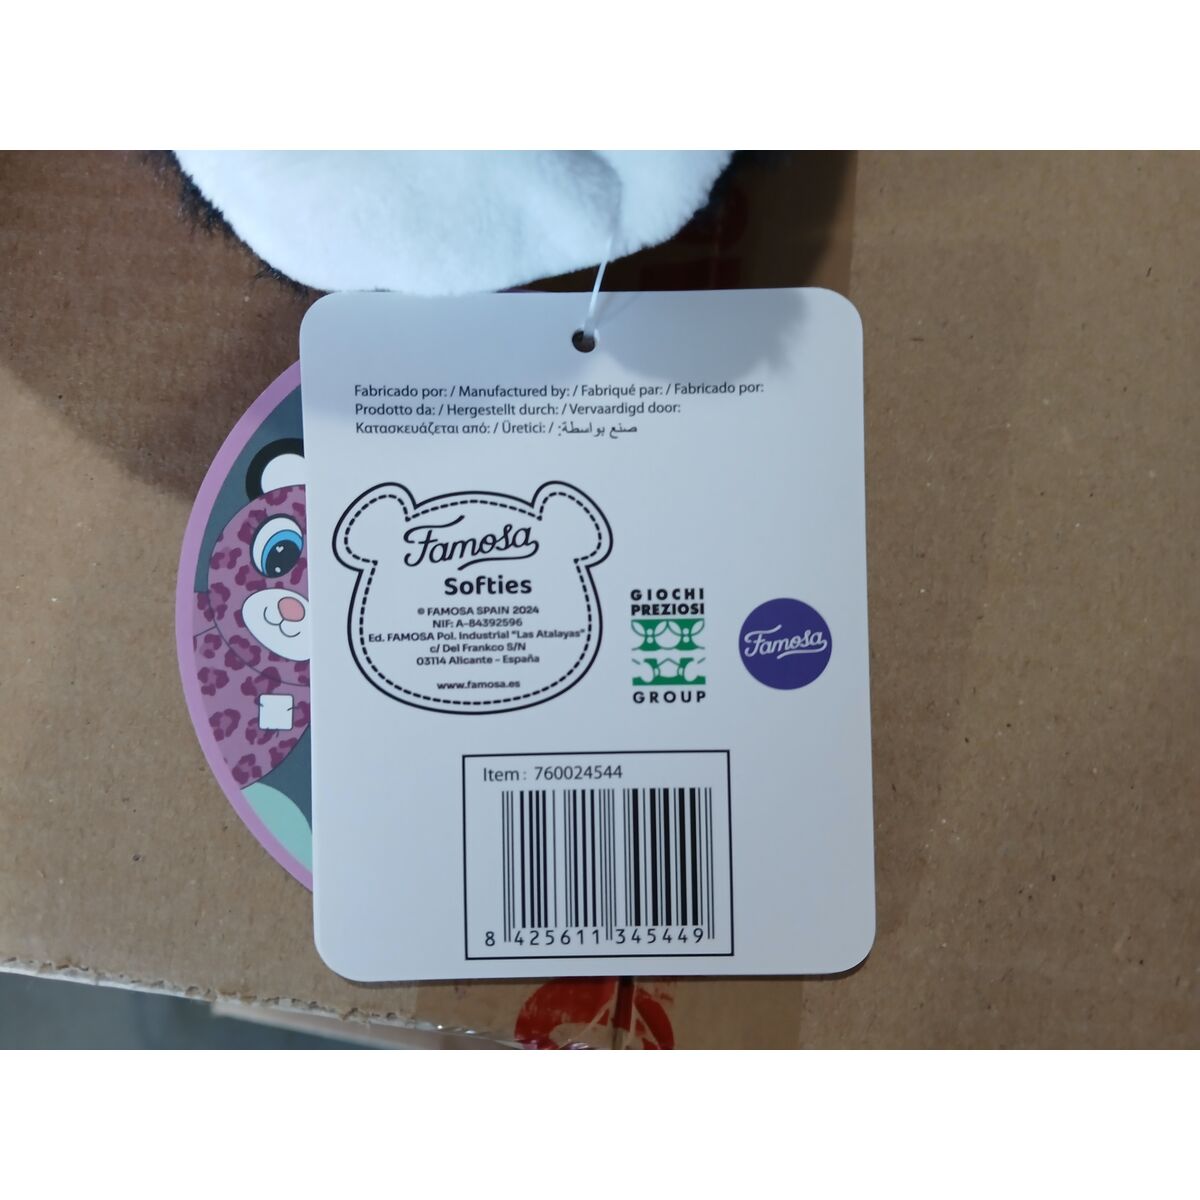 Fabricado por: / Manufactured by: / Fabriqué par: / Fabricado por:
Prodotto da: / Hergestellt durch: / Vervaardigd door:
Κατασκευάζεται από: / Üretici: / صنع بواسطة:
Famosa
Softies
© FAMOSA SPAIN 2024
NIF: A-84392596
Ed. FAMOSA Pol. Industrial "Las Atalayas"
c/ Del Frankco S/N
03114 Alicante - España
www.famosa.es
GIOCHI
PREZIOSI
GROUP
Famosa
Item : 760024544
8 425611 345449